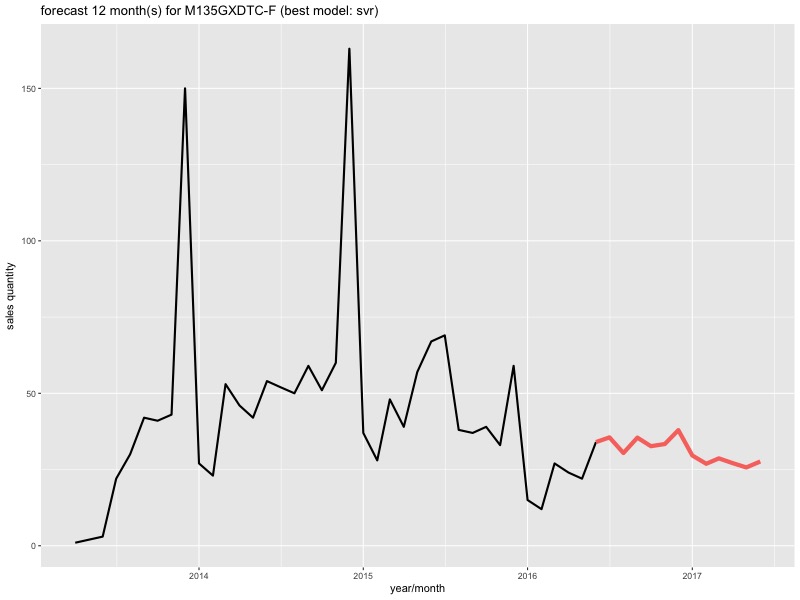 forecast 12 month(s) for M135GXDTC-F (best model: svr)
150
100
50
0
sales quantity
2014 2015 2016 2017
year/month